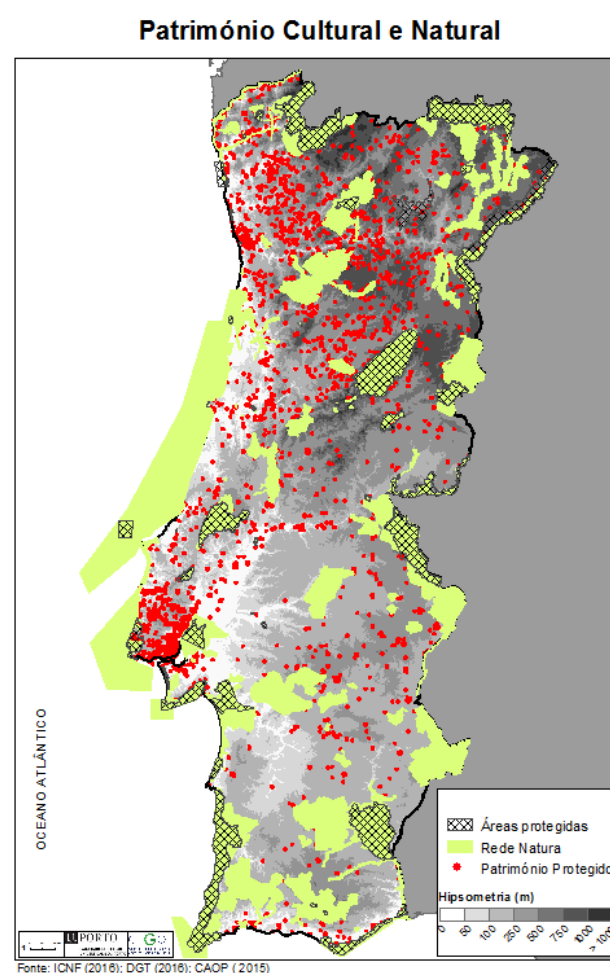 Património Cultural e Natural
OCEANO ATLÂNTICO
Áreas protegidas
Rede Natura
Património Protegido
Hipsometria (m)
0 50 100 250 500 750 1000 > 1000
U.PORTO
Fonte: ICNF (2016); DGT (2016); CAOP ( 2015)